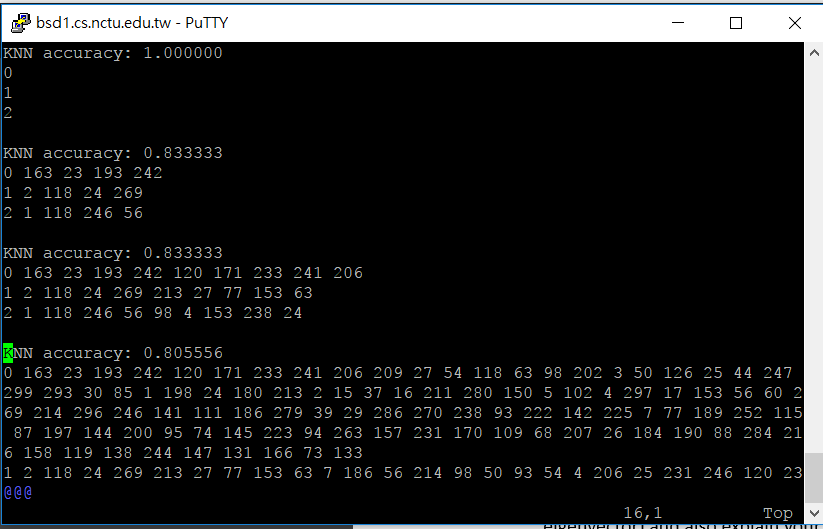 bsd1.cs.nctu.edu.tw - PuTTY
KNN accuracy: 1.000000
0
1
2
KNN accuracy: 0.833333
0 163 23 193 242
1 2 118 24 269
2 1 118 246 56
KNN accuracy: 0.833333
0 163 23 193 242 120 171 233 241 206
1 2 118 24 269 213 27 77 153 63
2 1 118 246 56 98 4 153 238 24
KNN accuracy: 0.805556
0 163 23 193 242 120 171 233 241 206 209 27 54 118 63 98 202 3 50 126 25 44 247
299 293 30 85 1 198 24 180 213 2 15 37 16 211 280 150 5 102 4 297 17 153 56 60 2
69 214 296 246 141 111 186 279 39 29 286 270 238 93 222 142 225 7 77 189 252 115
87 197 144 200 95 74 145 223 94 263 157 231 170 109 68 207 26 184 190 88 284 21
6 158 119 138 244 147 131 166 73 133
1 2 118 24 269 213 27 77 153 63 7 186 56 214 98 50 93 54 4 206 25 231 246 120 23
@@@
16,1 Top